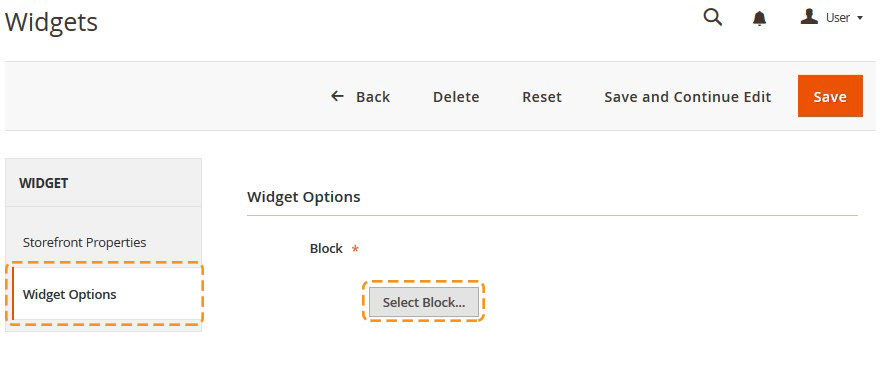 Widgets
User
Back Delete Reset Save and Continue Edit Save
WIDGET
Widget Options
Storefront Properties
Block *
Widget Options
Select Block...